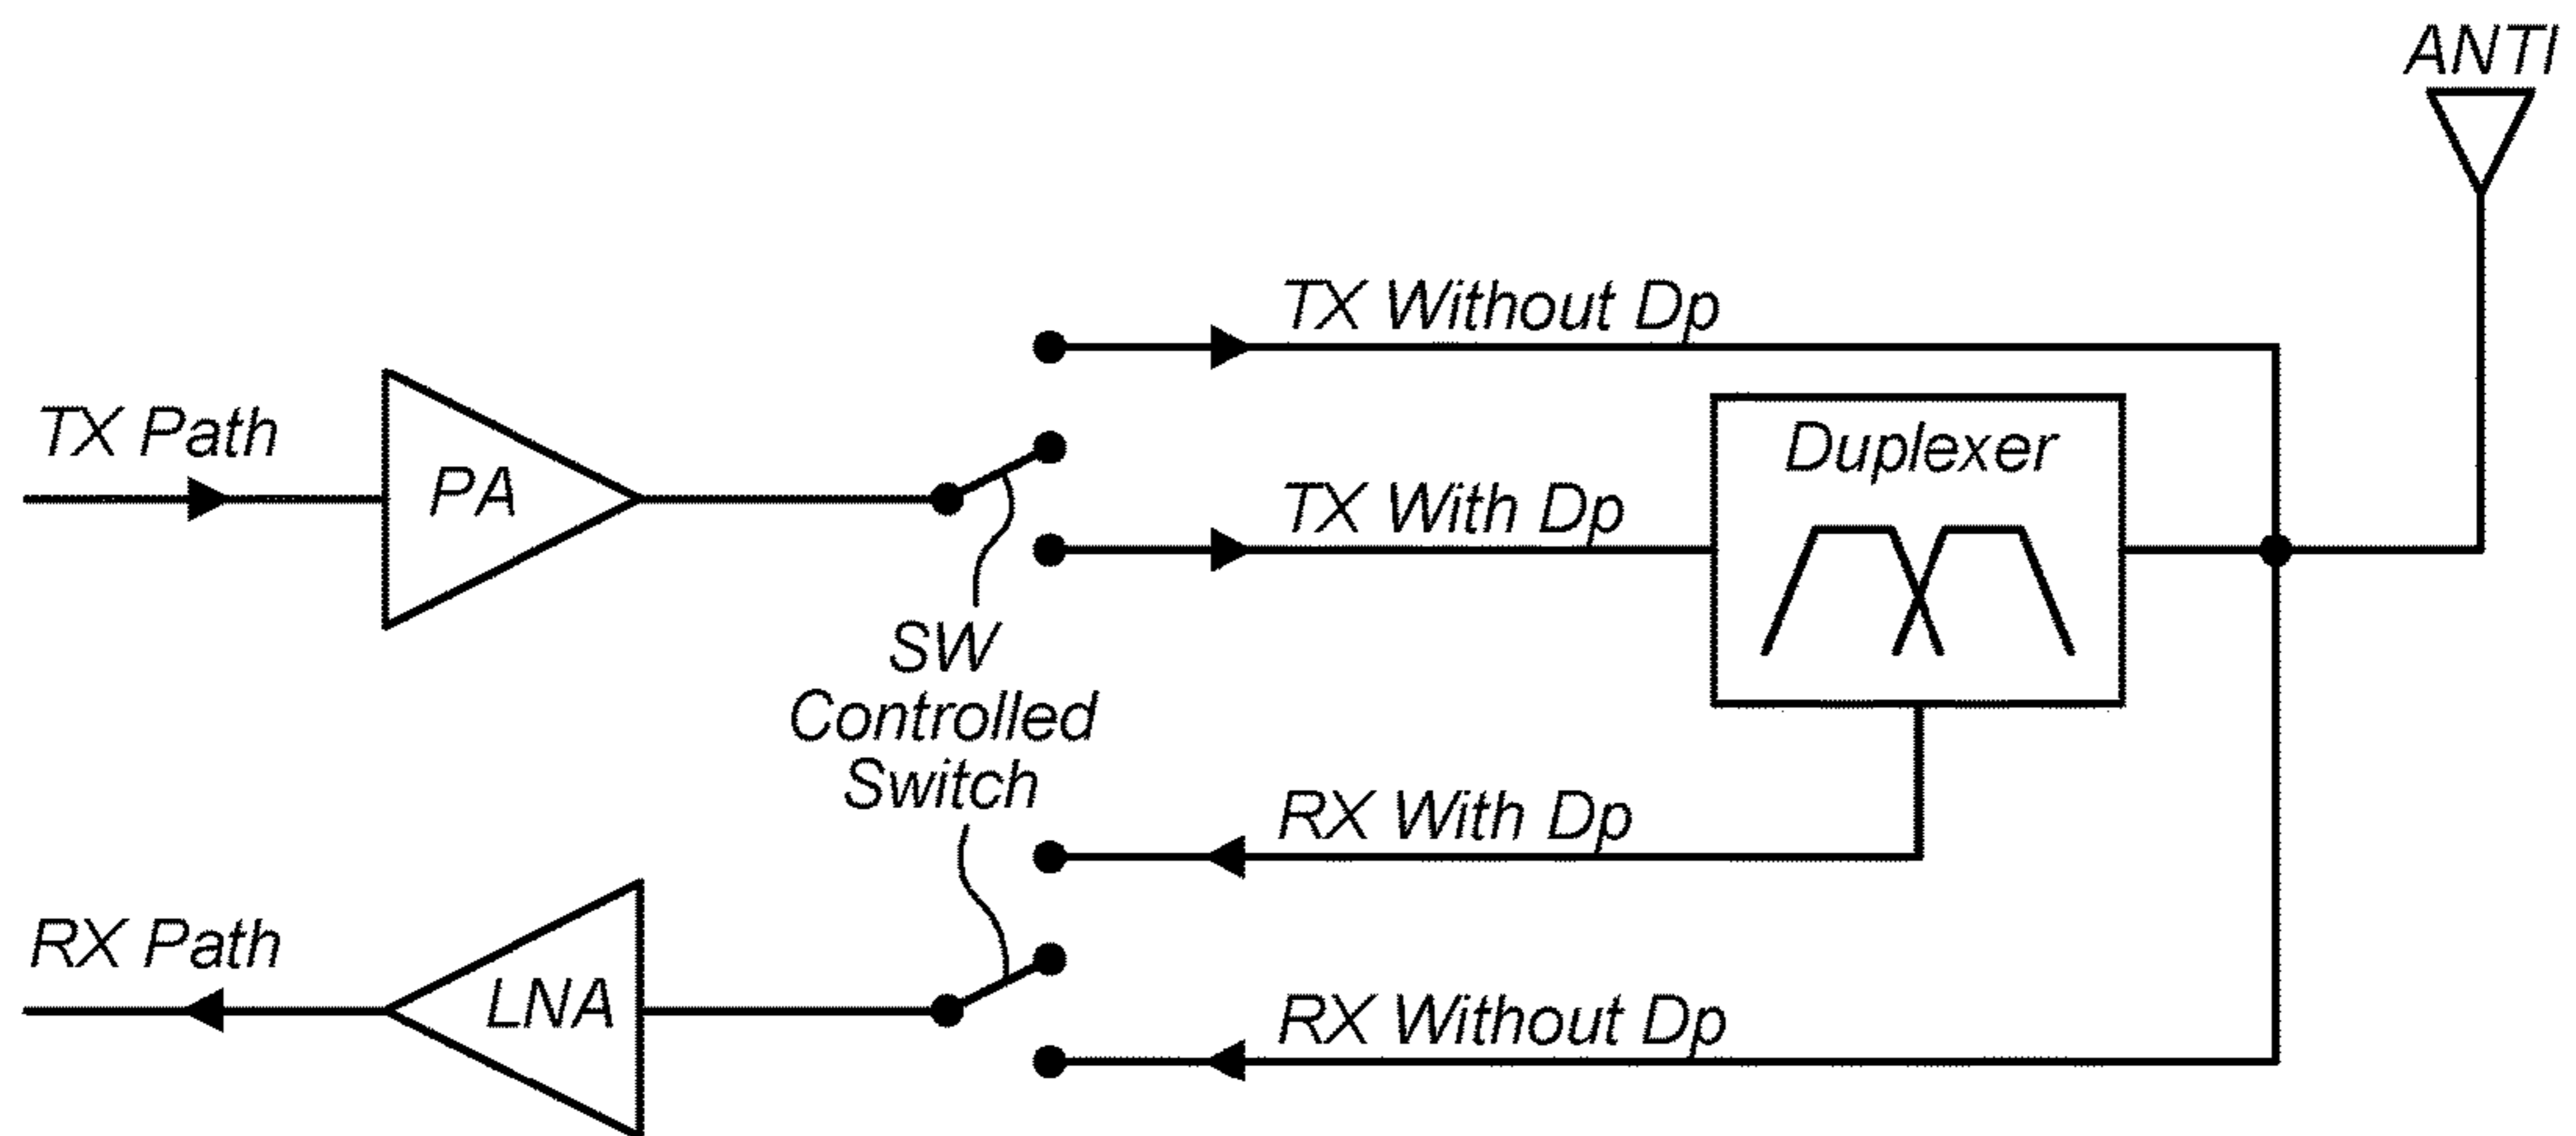 ANTI
TX Without Dp
TX Path
PA
Duplexer
TX With Dp
SW
Controlled
Switch
RX With Dp
RX Path
LNA
RX Without Dp